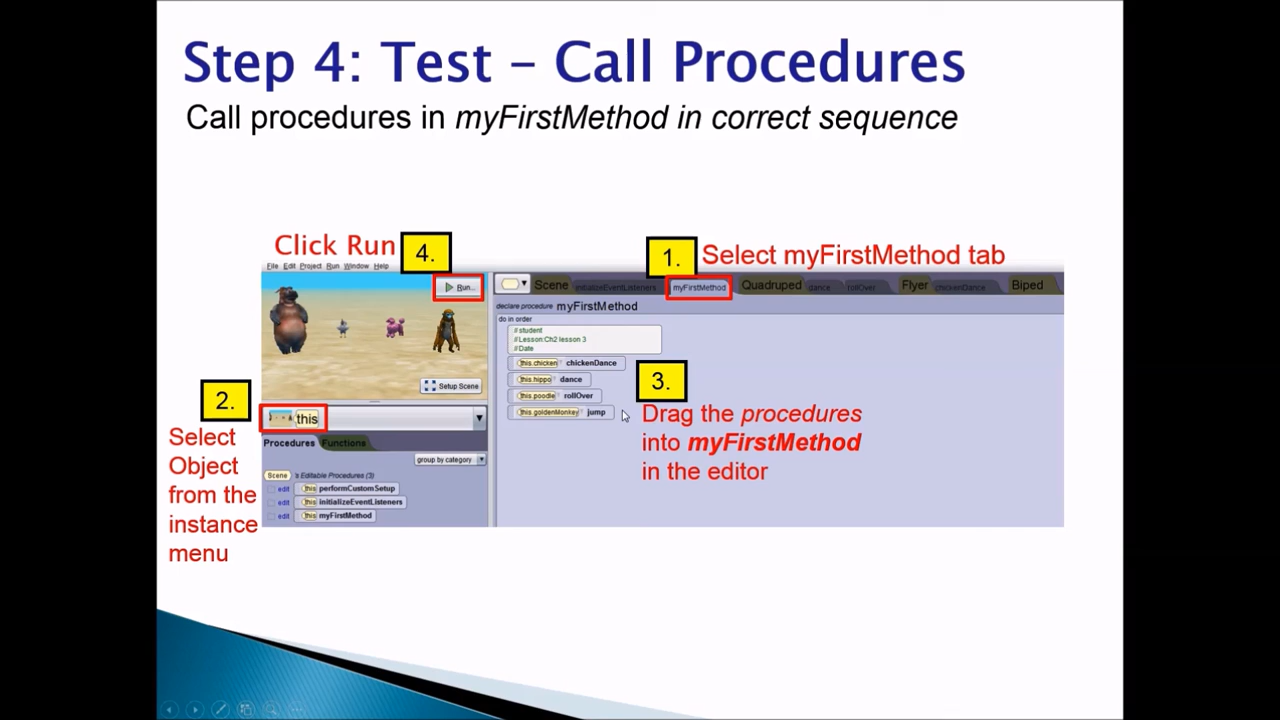 Step 4: Test – Call Procedures
Call procedures in myFirstMethod in correct sequence
Click Run
4.
1.
Select myFirstMethod tab
File Edit Project Run Window Help
Run...
Scene initializeEventListeners myFirstMethod Quadruped dance rollOver Flyer chickenDance Biped
declare procedure myFirstMethod
do in order
//student
//Lesson:Ch2 lesson 3
//Date
this.chicken chickenDance
this.hippo dance
this.poodle rollOver
this.goldenMonkey jump
Setup Scene
2.
this
3.
Drag the procedures
into myFirstMethod
in the editor
Select
Object
from the
instance
menu
Procedures Functions
group by category
Scene 's Editable Procedures (3)
edit this performCustomSetup
edit this initializeEventListeners
edit this myFirstMethod